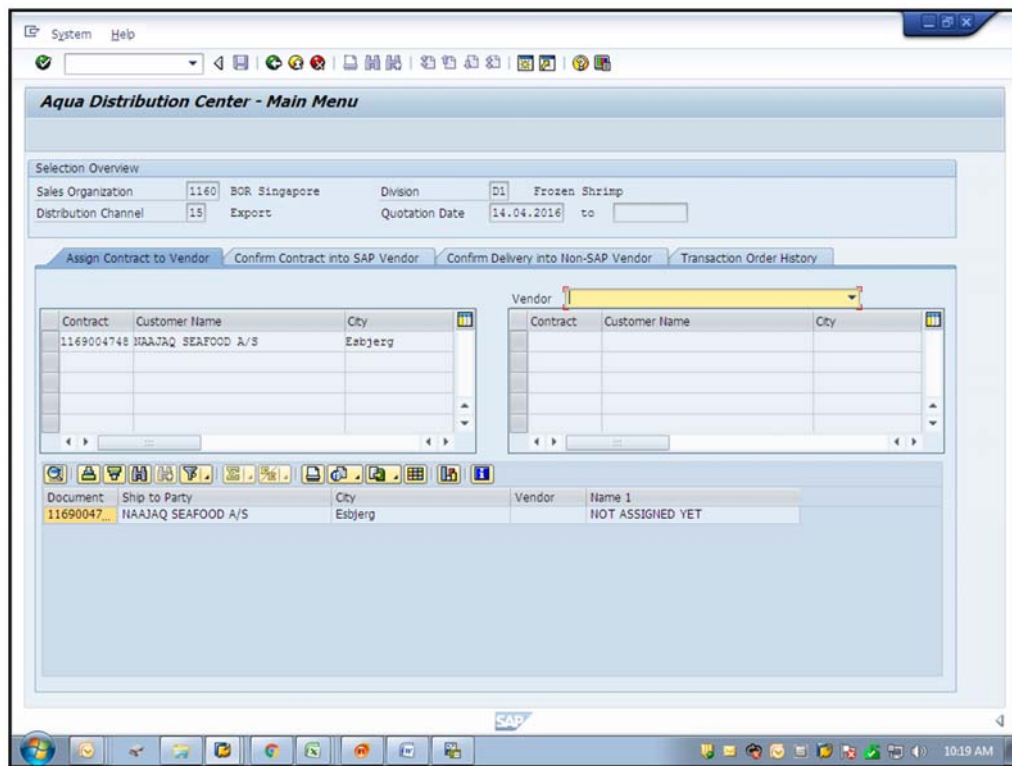 System Help
Aqua Distribution Center - Main Menu
Selection Overview
Sales Organization 1160 BOR Singapore Division D1 Frozen Shrimp
Distribution Channel 15 Export Quotation Date 14.04.2016 to
Assign Contract to Vendor Confirm Contract into SAP Vendor Confirm Delivery into Non-SAP Vendor Transaction Order History
Vendor
Contract Customer Name City Contract Customer Name City
1169004748 NAAJAQ SEAFOOD A/S Esbjerg
Document Ship to Party City Vendor Name 1
11690047... NAAJAQ SEAFOOD A/S Esbjerg NOT ASSIGNED YET
SAP
10:19 AM